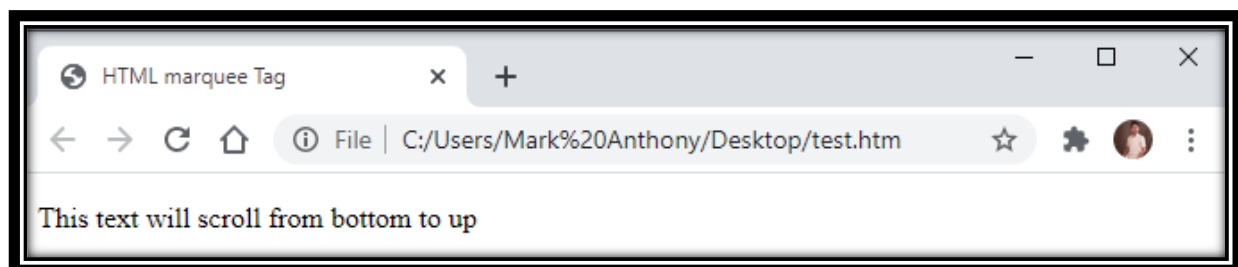 HTML marquee Tag
File C:/Users/Mark%20Anthony/Desktop/test.htm
This text will scroll from bottom to up